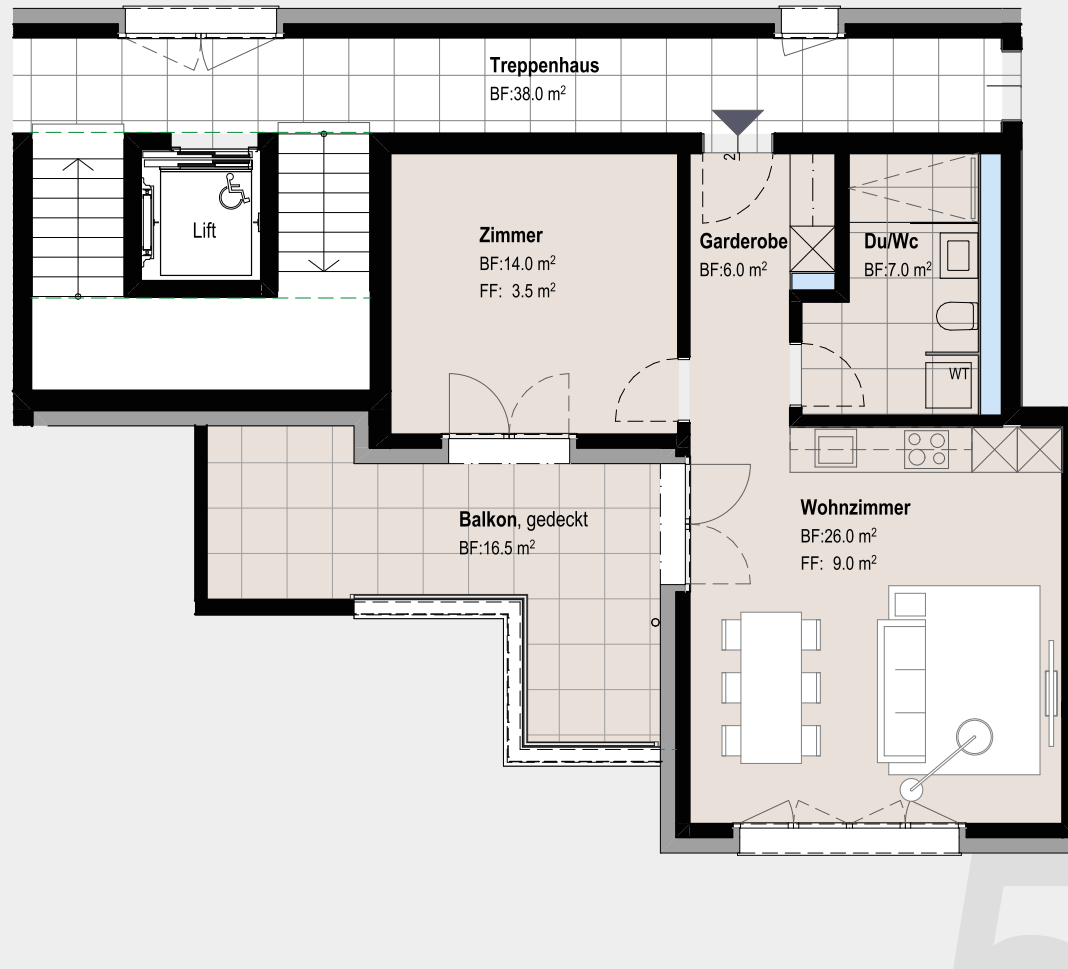 Treppenhaus
BF:38.0 m²
2
Lift
Zimmer
BF:14.0 m²
FF: 3.5 m²
Garderobe
BF:6.0 m²
Du/Wc
BF:7.0 m²
WT
Wohnzimmer
BF:26.0 m²
FF: 9.0 m²
Balkon, gedeckt
BF:16.5 m²
5